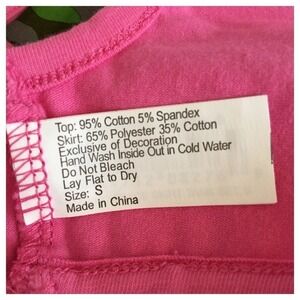 Top: 95% Cotton 5% Spandex
Skirt: 65% Polyester 35% Cotton
Exclusive of Decoration
Hand Wash Inside Out in Cold Water
Do Not Bleach
Lay Flat to Dry
Size: S
Made in China